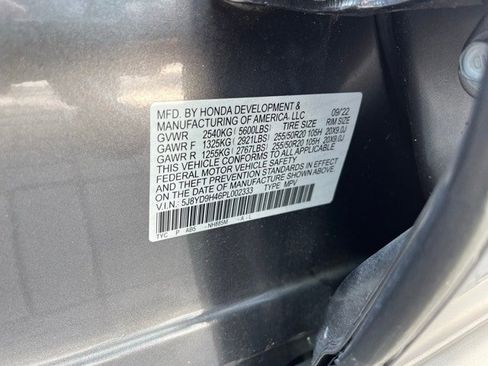 MFD. BY HONDA DEVELOPMENT & 09/22
MANUFACTURING OF AMERICA, LLC
GVWR 2540KG (5600LBS) TIRE SIZE RIM SIZE
GAWR F 1325KG (2921LBS) 255/50R20 105H 20X9.0J
GAWR R 1255KG (2767LBS) 255/50R20 105H 20X9.0J
THIS VEHICLE CONFORMS TO ALL APPLICABLE
FEDERAL MOTOR VEHICLE SAFETY
AND THEFT PREVENTION STANDARDS IN EFFECT
ON THE DATE OF MANUFACTURE SHOWN ABOVE.
V.I.N.: 5J8YD9H46PL002333 TYPE: MPV
TYC P AB5 NH885M -A-L